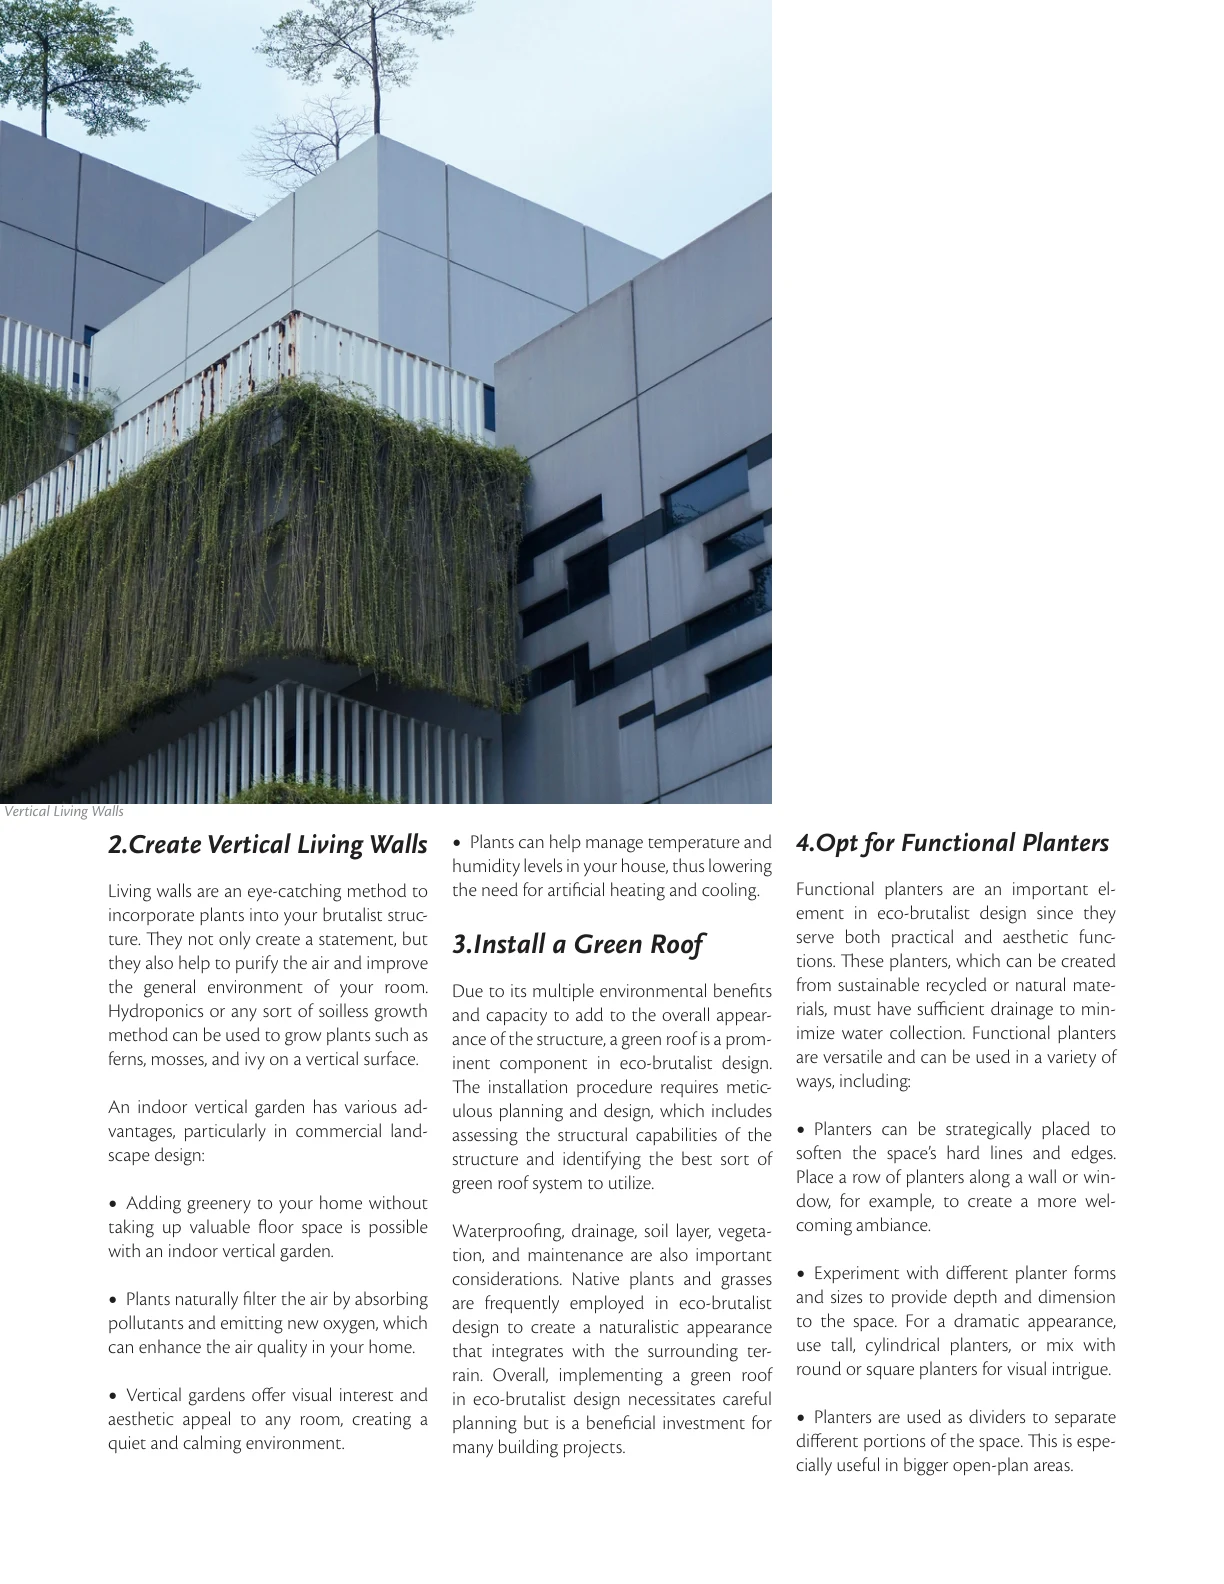 Vertical Living Walls
2.Create Vertical Living Walls
Living walls are an eye-catching method to
incorporate plants into your brutalist struc-
ture. They not only create a statement, but
they also help to purify the air and improve
the general environment of your room.
Hydroponics or any sort of soilless growth
method can be used to grow plants such as
ferns, mosses, and ivy on a vertical surface.
An indoor vertical garden has various ad-
vantages, particularly in commercial land-
scape design:
• Adding greenery to your home without
taking up valuable floor space is possible
with an indoor vertical garden.
• Plants naturally filter the air by absorbing
pollutants and emitting new oxygen, which
can enhance the air quality in your home.
• Vertical gardens offer visual interest and
aesthetic appeal to any room, creating a
quiet and calming environment.
• Plants can help manage temperature and
humidity levels in your house, thus lowering
the need for artificial heating and cooling.
3.Install a Green Roof
Due to its multiple environmental benefits
and capacity to add to the overall appear-
ance of the structure, a green roof is a prom-
inent component in eco-brutalist design.
The installation procedure requires metic-
ulous planning and design, which includes
assessing the structural capabilities of the
structure and identifying the best sort of
green roof system to utilize.
Waterproofing, drainage, soil layer, vegeta-
tion, and maintenance are also important
considerations. Native plants and grasses
are frequently employed in eco-brutalist
design to create a naturalistic appearance
that integrates with the surrounding ter-
rain. Overall, implementing a green roof
in eco-brutalist design necessitates careful
planning but is a beneficial investment for
many building projects.
4.Opt for Functional Planters
Functional planters are an important el-
ement in eco-brutalist design since they
serve both practical and aesthetic func-
tions. These planters, which can be created
from sustainable recycled or natural mate-
rials, must have sufficient drainage to min-
imize water collection. Functional planters
are versatile and can be used in a variety of
ways, including:
• Planters can be strategically placed to
soften the space's hard lines and edges.
Place a row of planters along a wall or win-
dow, for example, to create a more wel-
coming ambiance.
• Experiment with different planter forms
and sizes to provide depth and dimension
to the space. For a dramatic appearance,
use tall, cylindrical planters, or mix with
round or square planters for visual intrigue.
• Planters are used as dividers to separate
different portions of the space. This is espe-
cially useful in bigger open-plan areas.